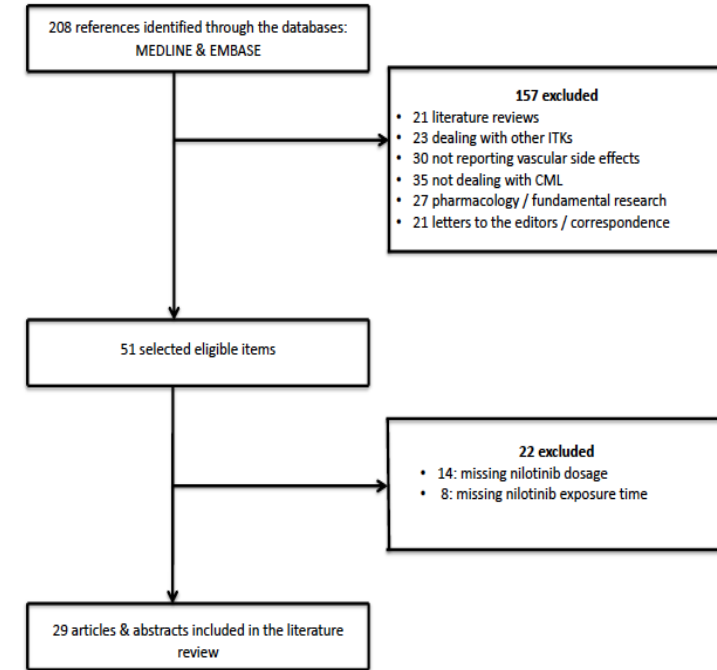 208 references identified through the databases:
MEDLINE & EMBASE
157 excluded
• 21 literature reviews
• 23 dealing with other ITKs
• 30 not reporting vascular side effects
• 35 not dealing with CML
• 27 pharmacology / fundamental research
• 21 letters to the editors / correspondence
51 selected eligible items
22 excluded
• 14: missing nilotinib dosage
• 8: missing nilotinib exposure time
29 articles & abstracts included in the literature
review